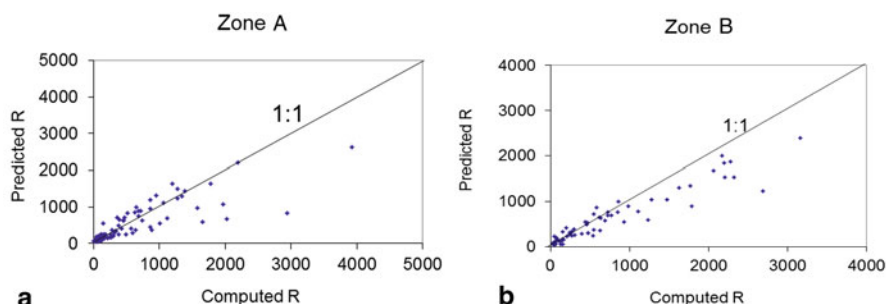 Zone A
5000
4000
3000
2000
1000
0
Predicted R
1:1
0 1000 2000 3000 4000 5000
Computed R
a
Zone B
4000
3000
2000
1000
0
Predicted R
1:1
0 1000 2000 3000 4000
Computed R
b